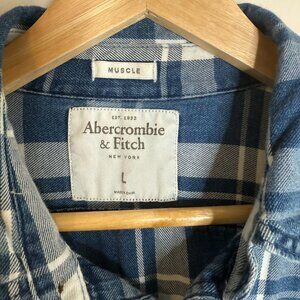 MUSCLE
EST. 1892
Abercrombie
& Fitch
NEW YORK
L